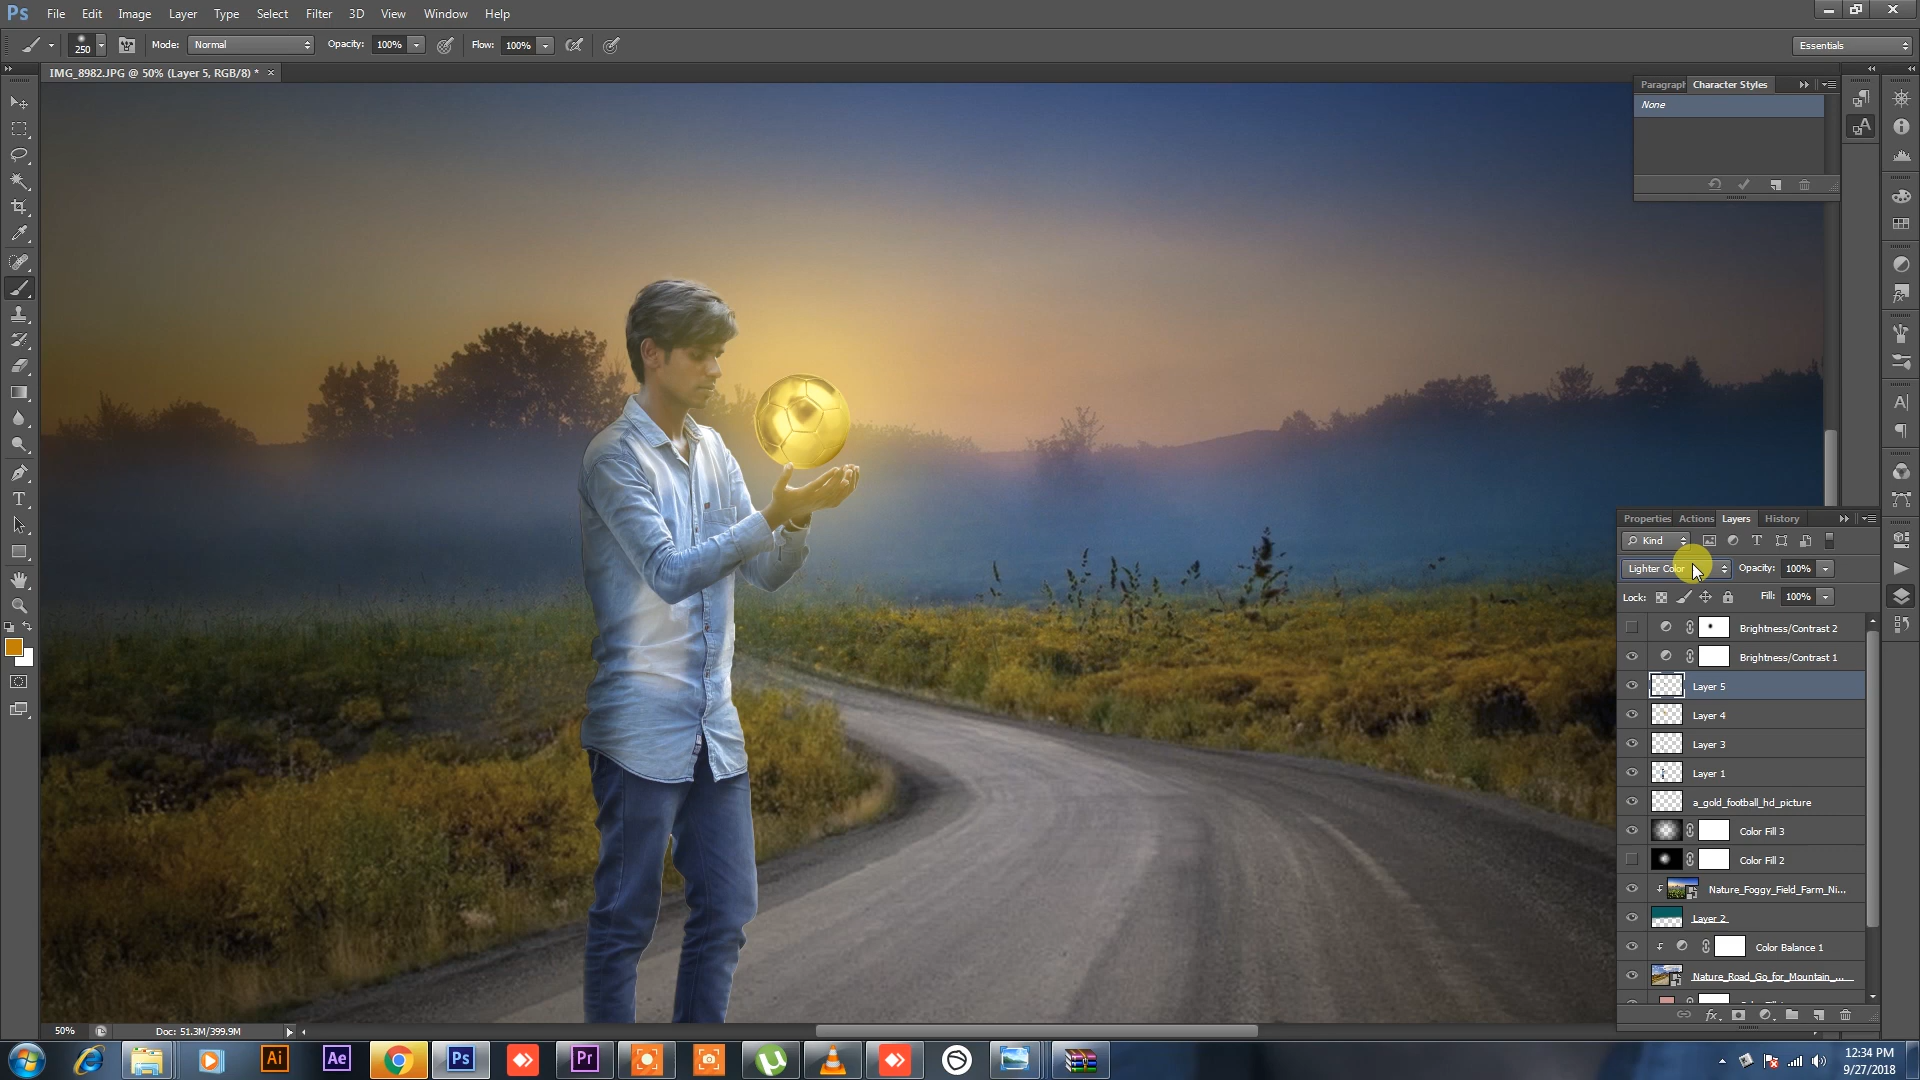 Ps File Edit Image Layer Type Select Filter 3D View Window Help
250 Mode: Normal Opacity: 100% Flow: 100% Essentials
IMG_8982.JPG @ 50% (Layer 5, RGB/8) * ×
Paragraph Character Styles
None
Properties Actions Layers History
Kind
Lighter Color Opacity: 100%
Lock: Fill: 100%
Brightness/Contrast 2
Brightness/Contrast 1
Layer 5
Layer 4
Layer 3
Layer 1
a_gold_football_hd_picture
Color Fill 3
Color Fill 2
Nature_Foggy_Field_Farm_Ni...
Layer 2
Color Balance 1
Nature_Road_Go_for_Mountain_...
50% Doc: 51.3M/399.9M
Ai Ae Ps Pr
12:34 PM
9/27/2018